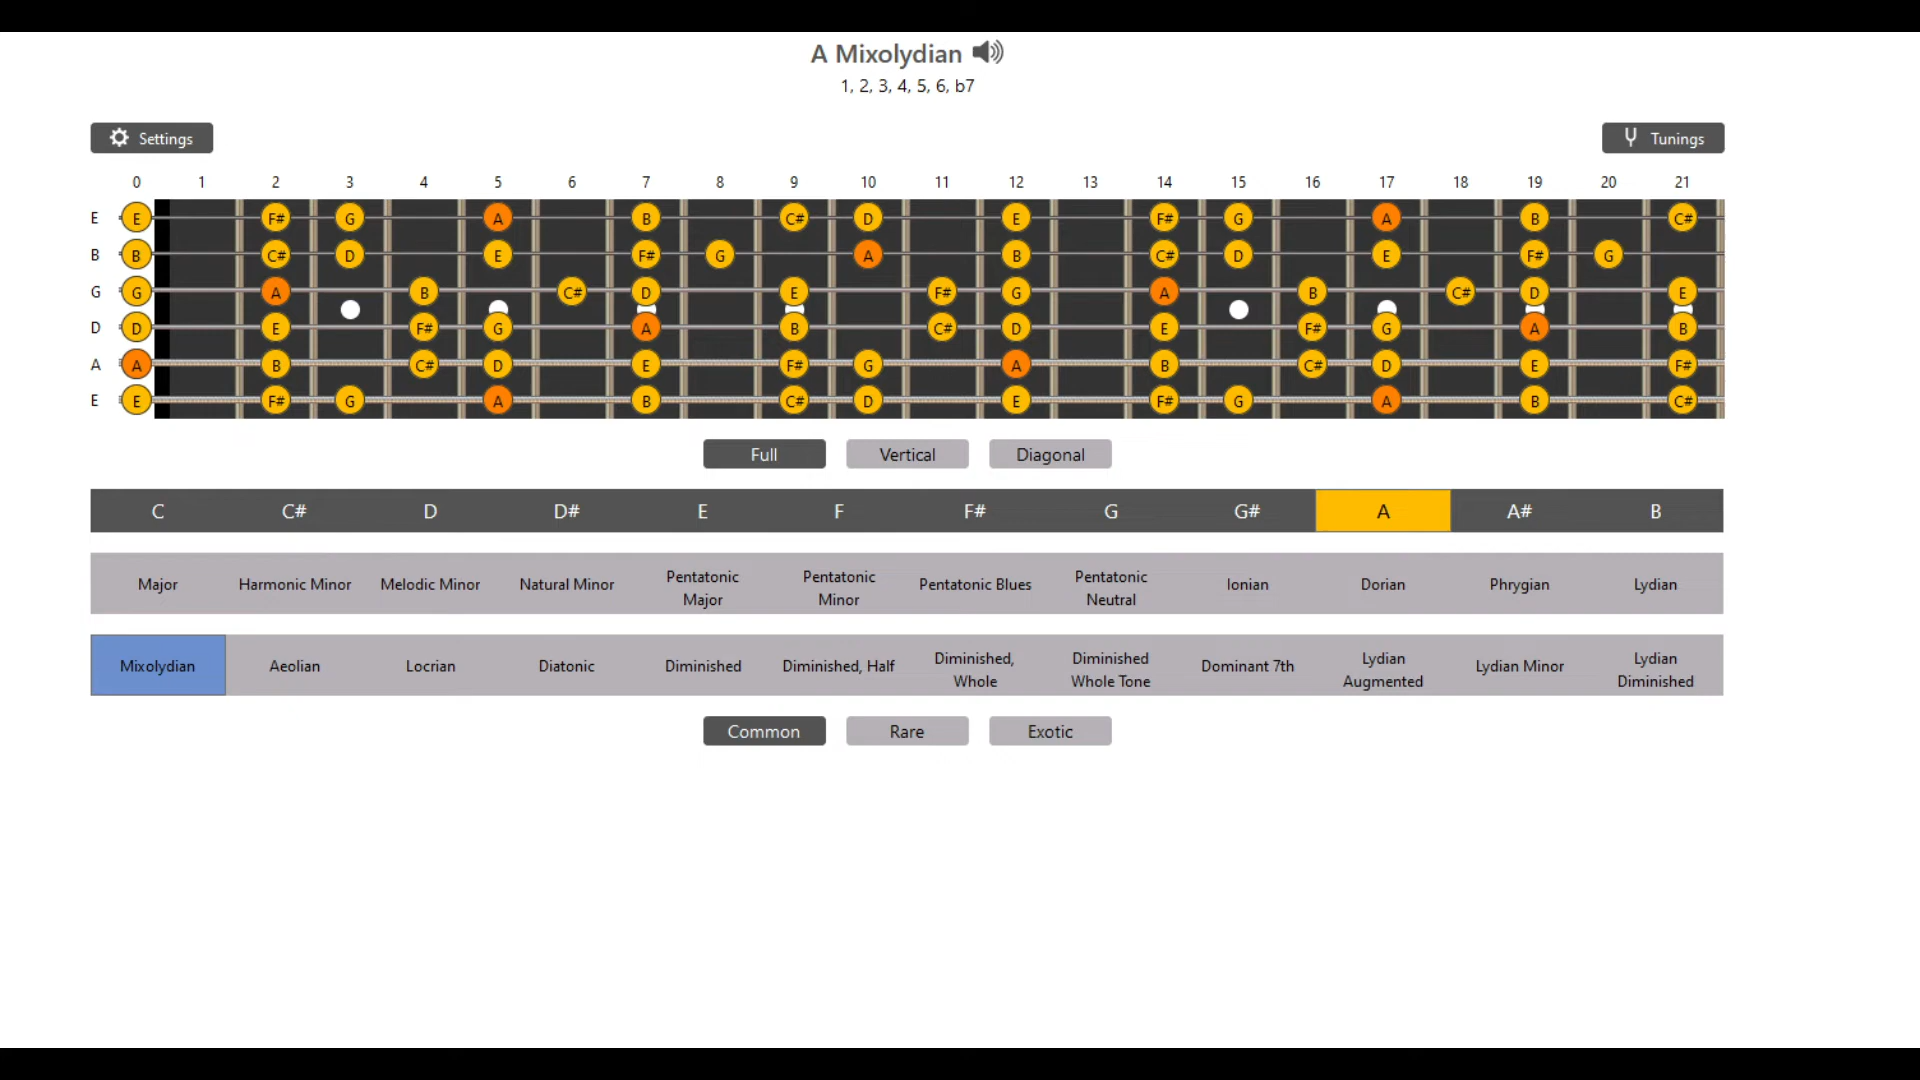 A Mixolydian
1, 2, 3, 4, 5, 6, b7
Settings Tunings
0 1 2 3 4 5 6 7 8 9 10 11 12 13 14 15 16 17 18 19 20 21
E E F# G A B C# D E F# G A B C#
B B C# D E F# G A B C# D E F# G
G G A B C# D E F# G A B C# D E
D D E F# G A B C# D E F# G A B
A A B C# D E F# G A B C# D E F#
E E F# G A B C# D E F# G A B C#
Full Vertical Diagonal
C C# D D# E F F# G G# A A# B
Major Harmonic Minor Melodic Minor Natural Minor Pentatonic Major Pentatonic Minor Pentatonic Blues Pentatonic Neutral Ionian Dorian Phrygian Lydian
Mixolydian Aeolian Locrian Diatonic Diminished Diminished, Half Diminished, Whole Diminished Whole Tone Dominant 7th Lydian Augmented Lydian Minor Lydian Diminished
Common Rare Exotic